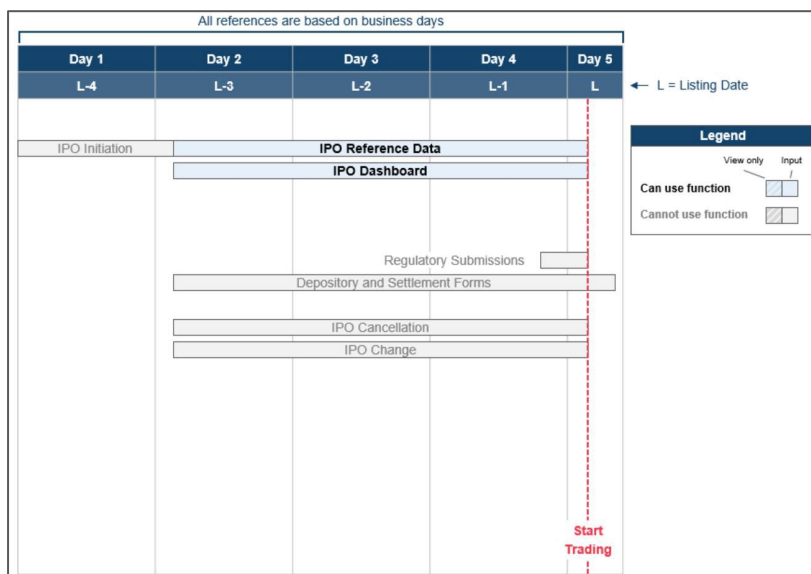 All references are based on business days
Day 1 Day 2 Day 3 Day 4 Day 5
L-4 L-3 L-2 L-1 L
← L = Listing Date
Legend
View only Input
Can use function
Cannot use function
IPO Initiation IPO Reference Data
IPO Dashboard
Regulatory Submissions
Depository and Settlement Forms
IPO Cancellation
IPO Change
Start
Trading